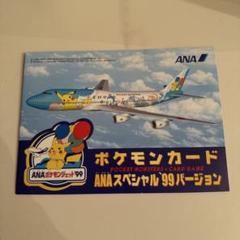 ANA
ANAポケモンジェット'99
ポケモンカード
POCKET MONSTERS CARD GAME
ANAスペシャル'99バージョン